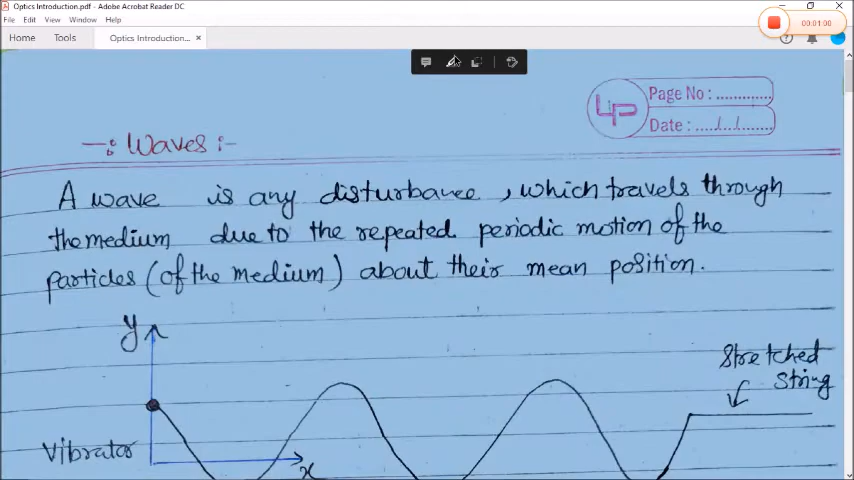 Optics Introduction.pdf - Adobe Acrobat Reader DC
File Edit View Window Help
00:01:00
Home Tools Optics Introduction....
Page No : .............
Date : ..../..../.......
—: Waves :—
A wave is any disturbance, which travels through
the medium due to the repeated periodic motion of the
particles (of the medium) about their mean position.
y
Stretched
string
Vibrator
x